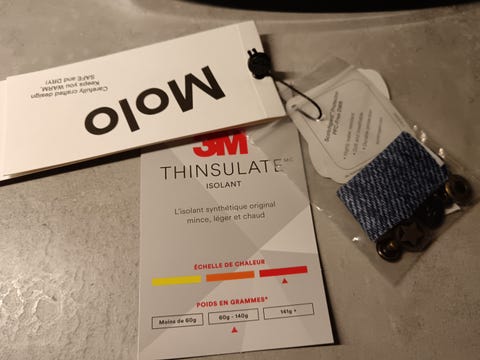 Molo
Carefully crafted design
Keeps you WARM,
SAFE and DRY!
3M
THINSULATE MC
ISOLANT
L'isolant synthétique original
mince, léger et chaud
ÉCHELLE DE CHALEUR
POIDS EN GRAMMES*
Moins de 60g
60g - 140g
141g +